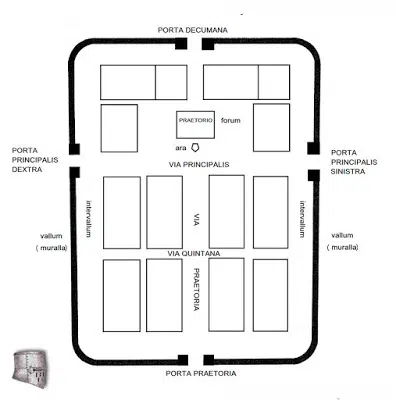 PORTA DECUMANA
PRAETORIO
forum
ara
PORTA
PRINCIPALIS
DEXTRA
VIA PRINCIPALIS
PORTA
PRINCIPALIS
SINISTRA
intervallum
VIA
intervallum
vallum
( muralla)
vallum
( muralla)
VIA QUINTANA
PRAETORIA
PORTA PRAETORIA